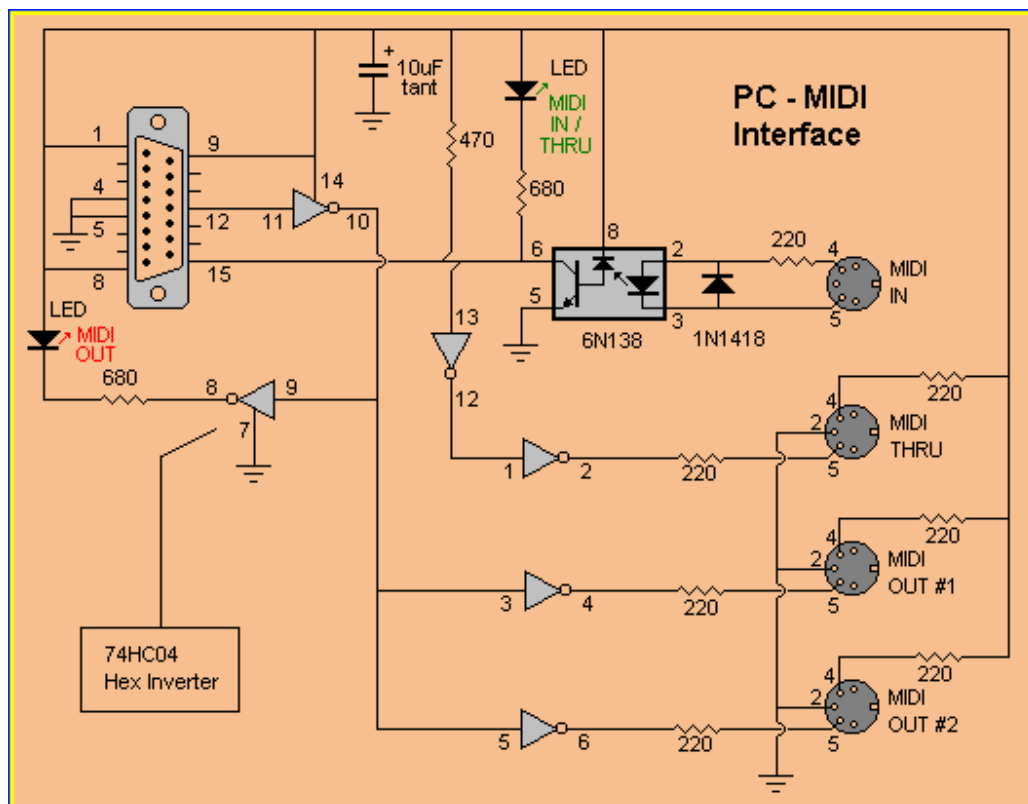 PC - MIDI
Interface
+
10uF
tant
LED
MIDI
IN /
THRU
470
680
1
4
5
8
9
12
15
14
11
10
6
5
8
2
3
6N138
1N1418
220
4
5
MIDI
IN
LED
MIDI
OUT
680
8
9
7
13
12
1
2
220
4
2
5
220
MIDI
THRU
3
4
220
4
2
5
220
MIDI
OUT #1
5
6
220
4
2
5
220
MIDI
OUT #2
74HC04
Hex Inverter